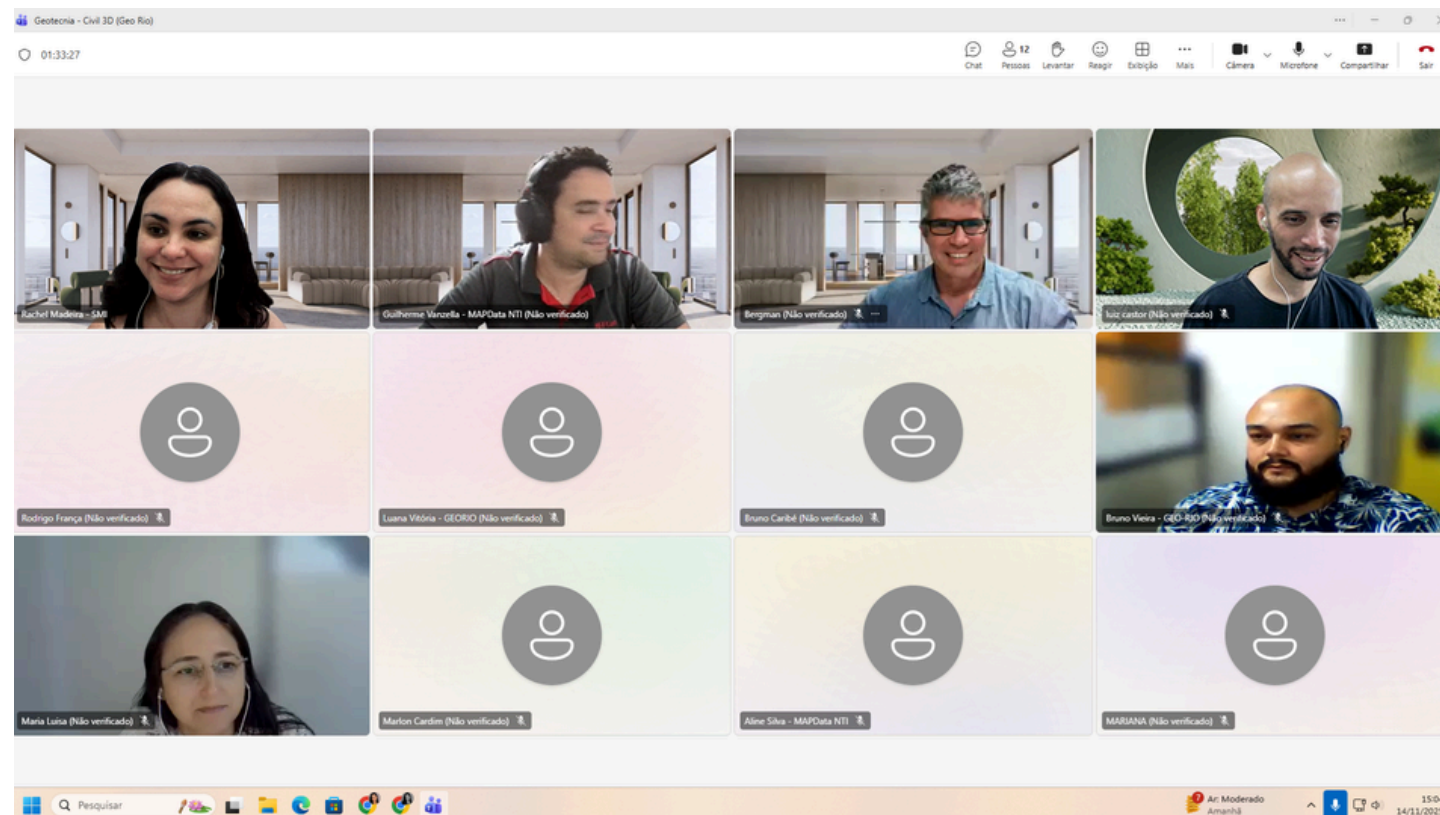 Geotecnia - Civil 3D (Geo Rio)
01:33:27
12
Chat
Pessoas
Levantar
Reagir
Exibição
Mais
Câmera
Microfone
Compartilhar
Sair
Rachel Madeira - SMI
Guilherme Vanzella - MAPData NTI (Não verificado)
Bergman (Não verificado)
luiz castor (Não verificado)
Rodrigo França (Não verificado)
Luana Vitória - GEORIO (Não verificado)
Bruno Caribé (Não verificado)
Bruno Vieira - GEO-RIO (Não verificado)
Maria Luisa (Não verificado)
Marlon Cardim (Não verificado)
Aline Silva - MAPData NTI
MARIANA (Não verificado)
Pesquisar
7
Ar: Moderado
Amanhã
15:0
14/11/202